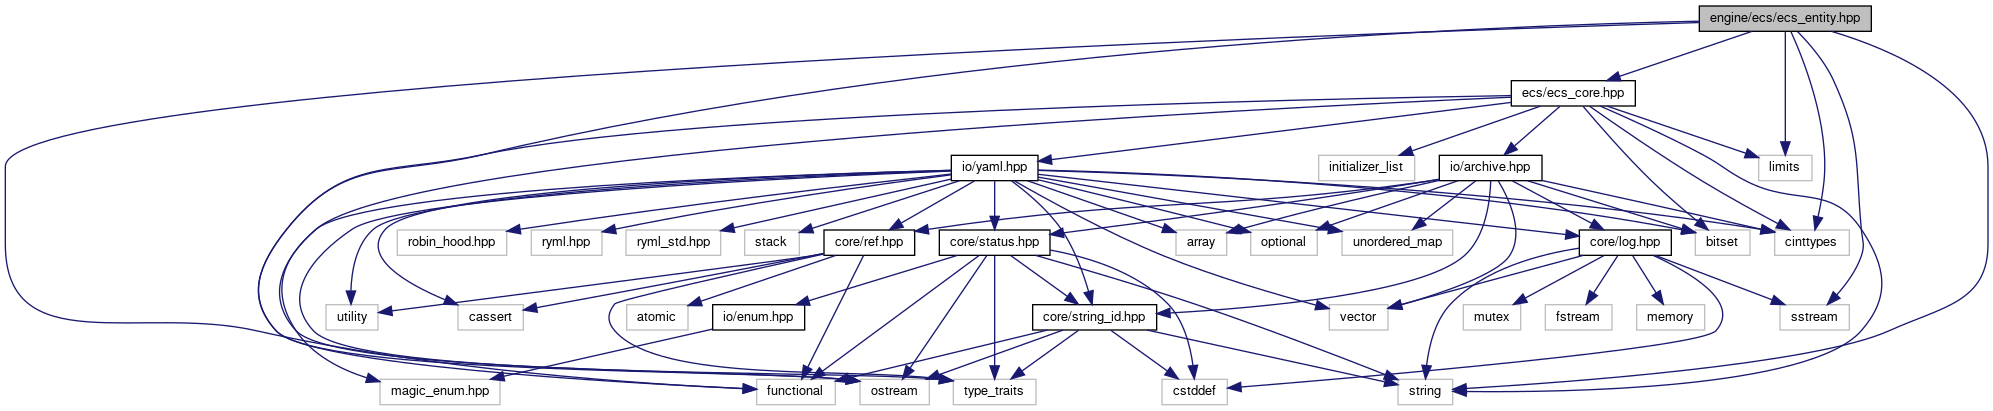 engine/ecs/ecs_entity.hpp
ecs/ecs_core.hpp
io/yaml.hpp
initializer_list
io/archive.hpp
limits
robin_hood.hpp
ryml.hpp
ryml_std.hpp
stack
core/ref.hpp
core/status.hpp
array
optional
unordered_map
core/log.hpp
bitset
cinttypes
utility
cassert
atomic
io/enum.hpp
core/string_id.hpp
vector
mutex
fstream
memory
sstream
magic_enum.hpp
functional
ostream
type_traits
cstddef
string